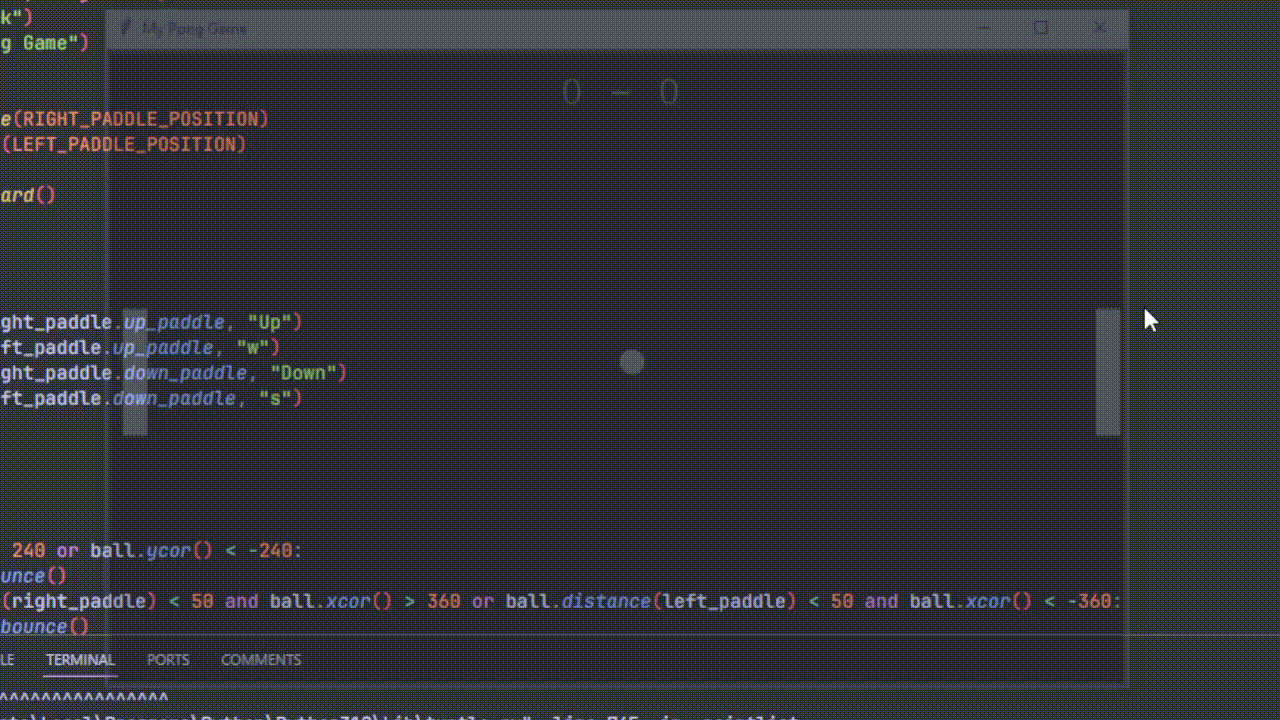 k")
My Pong Game
g Game")
0 – 0
e(RIGHT_PADDLE_POSITION)
(LEFT_PADDLE_POSITION)
ard()
ght_paddle.up_paddle, "Up")
ft_paddle.up_paddle, "w")
ght_paddle.down_paddle, "Down")
ft_paddle.down_paddle, "s")
240 or ball.ycor() < -240:
unce()
(right_paddle) < 50 and ball.xcor() > 360 or ball.distance(left_paddle) < 50 and ball.xcor() < -360:
bounce()
LE TERMINAL PORTS COMMENTS
^^^^^^^^^^^^^^^^